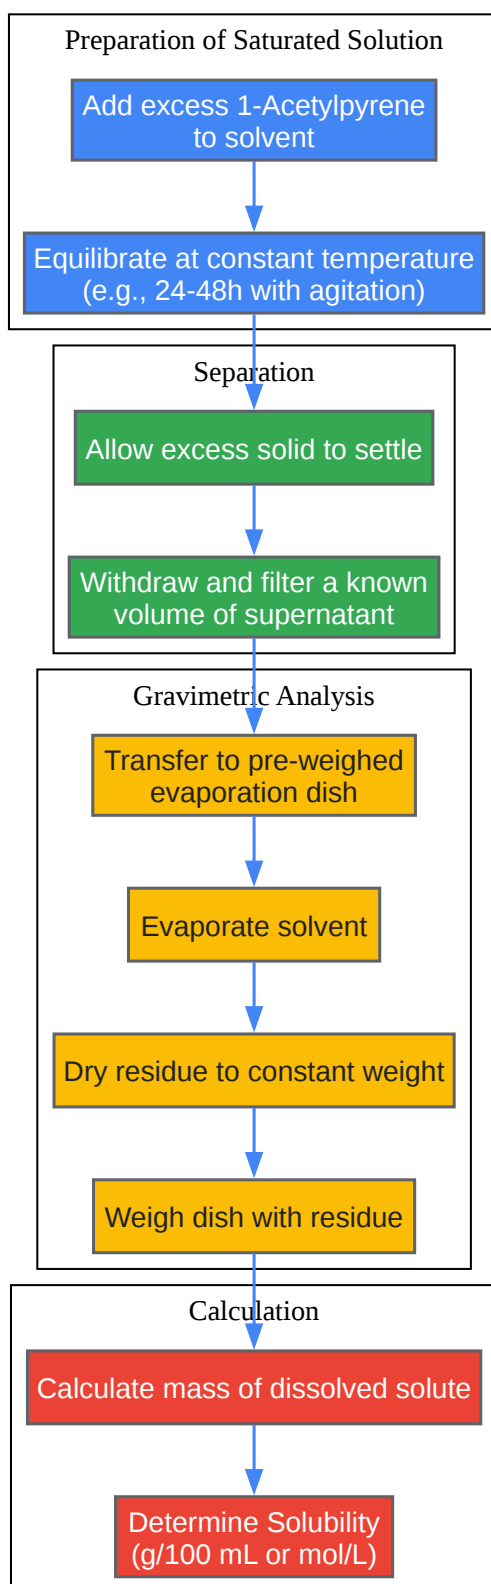 Preparation of Saturated Solution
Add excess 1-Acetylpyrene
to solvent
Equilibrate at constant temperature
(e.g., 24-48h with agitation)
Separation
Allow excess solid to settle
Withdraw and filter a known
volume of supernatant
Gravimetric Analysis
Transfer to pre-weighed
evaporation dish
Evaporate solvent
Dry residue to constant weight
Weigh dish with residue
Calculation
Calculate mass of dissolved solute
Determine Solubility
(g/100 mL or mol/L)